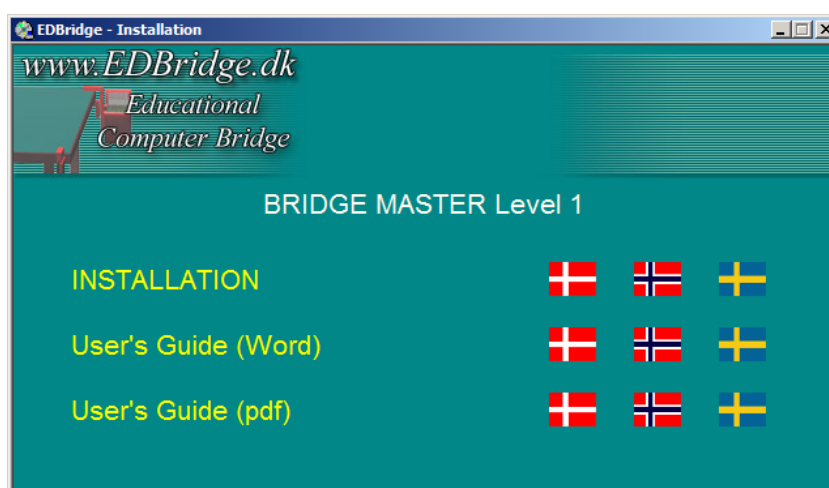 EDBridge - Installation
www.EDBridge.dk
Educational
Computer Bridge
BRIDGE MASTER Level 1
INSTALLATION
User's Guide (Word)
User's Guide (pdf)